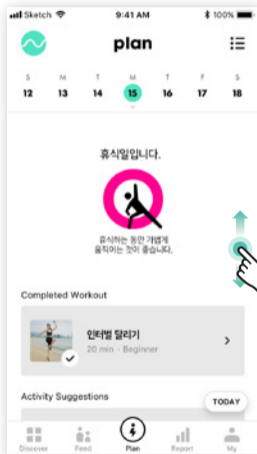 Sketch 9:41 AM 100%
plan
S M T M T F S
12 13 14 15 16 17 18
휴식일입니다.
휴식하는 동안 가볍게
움직이는 것이 좋습니다.
Completed Workout
인터벌 달리기
20 min - Beginner
Activity Suggestions
TODAY
Discover Feed Plan Report My